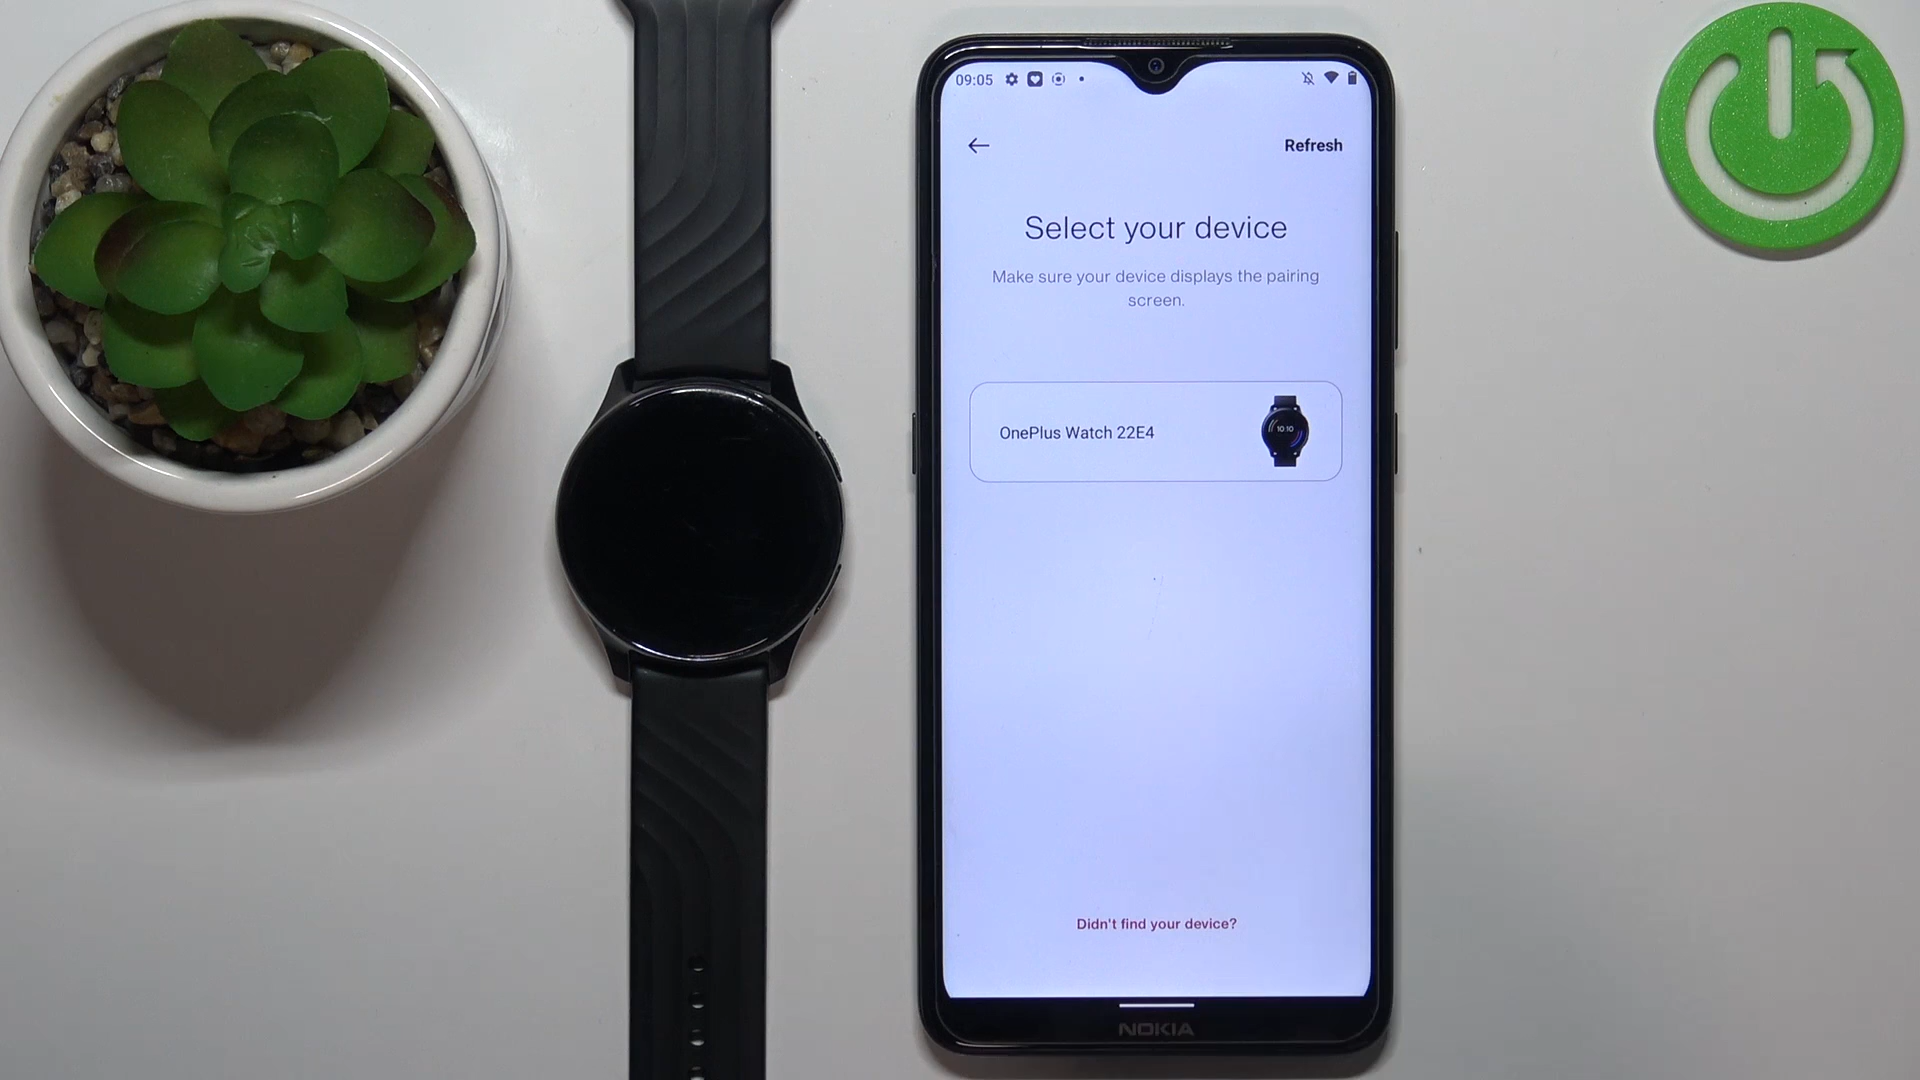 09:05
Refresh
Select your device
Make sure your device displays the pairing
screen.
OnePlus Watch 22E4
10:10
Didn't find your device?
NOKIA